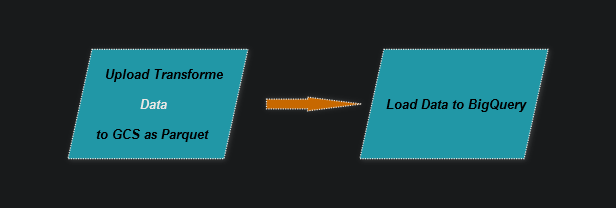 Upload Transforme
Data
to GCS as Parquet
Load Data to BigQuery